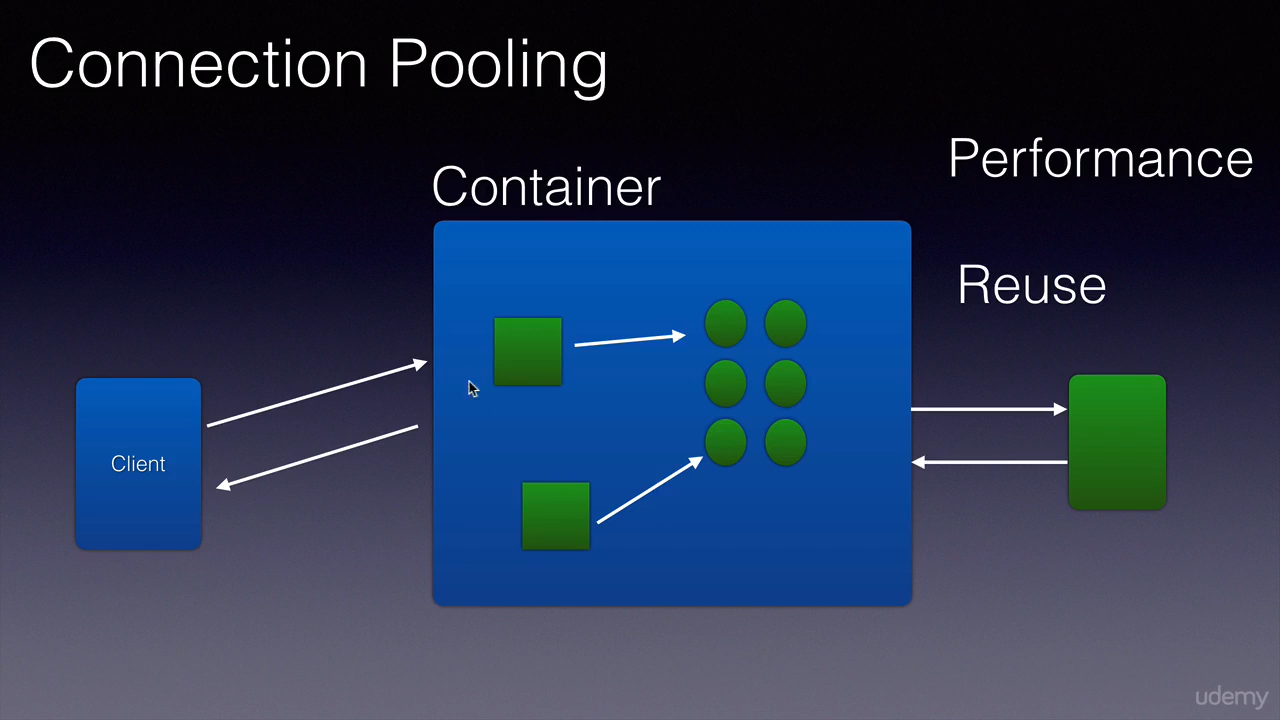 Connection Pooling
Performance
Container
Reuse
Client
udemy